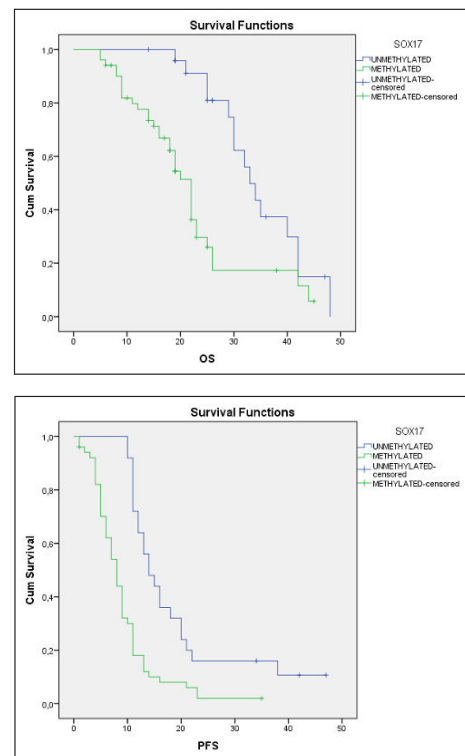 Survival Functions
SOX17
UNMETHYLATED
METHYLATED
UNMETHYLATED-
censored
METHYLATED-censored
Cum Survival
1,0
0,8
0,6
0,4
0,2
0,0
0 10 20 30 40 50
OS
Survival Functions
SOX17
UNMETHYLATED
METHYLATED
UNMETHYLATED-
censored
METHYLATED-censored
Cum Survival
1,0
0,8
0,6
0,4
0,2
0,0
0 10 20 30 40 50
PFS